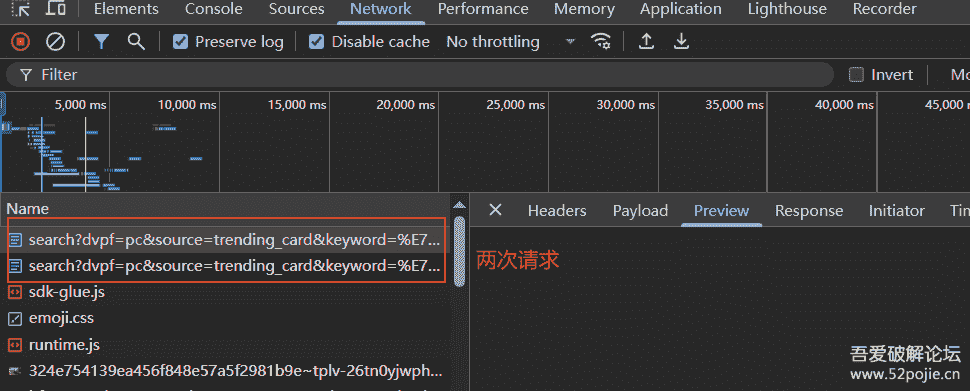 Elements Console Sources Network Performance Memory Application Lighthouse Recorder
Preserve log Disable cache No throttling
Filter Invert Mo
5,000 ms 10,000 ms 15,000 ms 20,000 ms 25,000 ms 30,000 ms 35,000 ms 40,000 ms 45,000
Name
Headers Payload Preview Response Initiator Tin
search?dvpf=pc&source=trending_card&keyword=%E7...
search?dvpf=pc&source=trending_card&keyword=%E7...
两次请求
sdk-glue.js
emoji.css
runtime.js
324e754139ea456f848e57a5f2981b9e~tplv-26tn0yjwph...
吾爱破解论坛
www.52pojie.cn